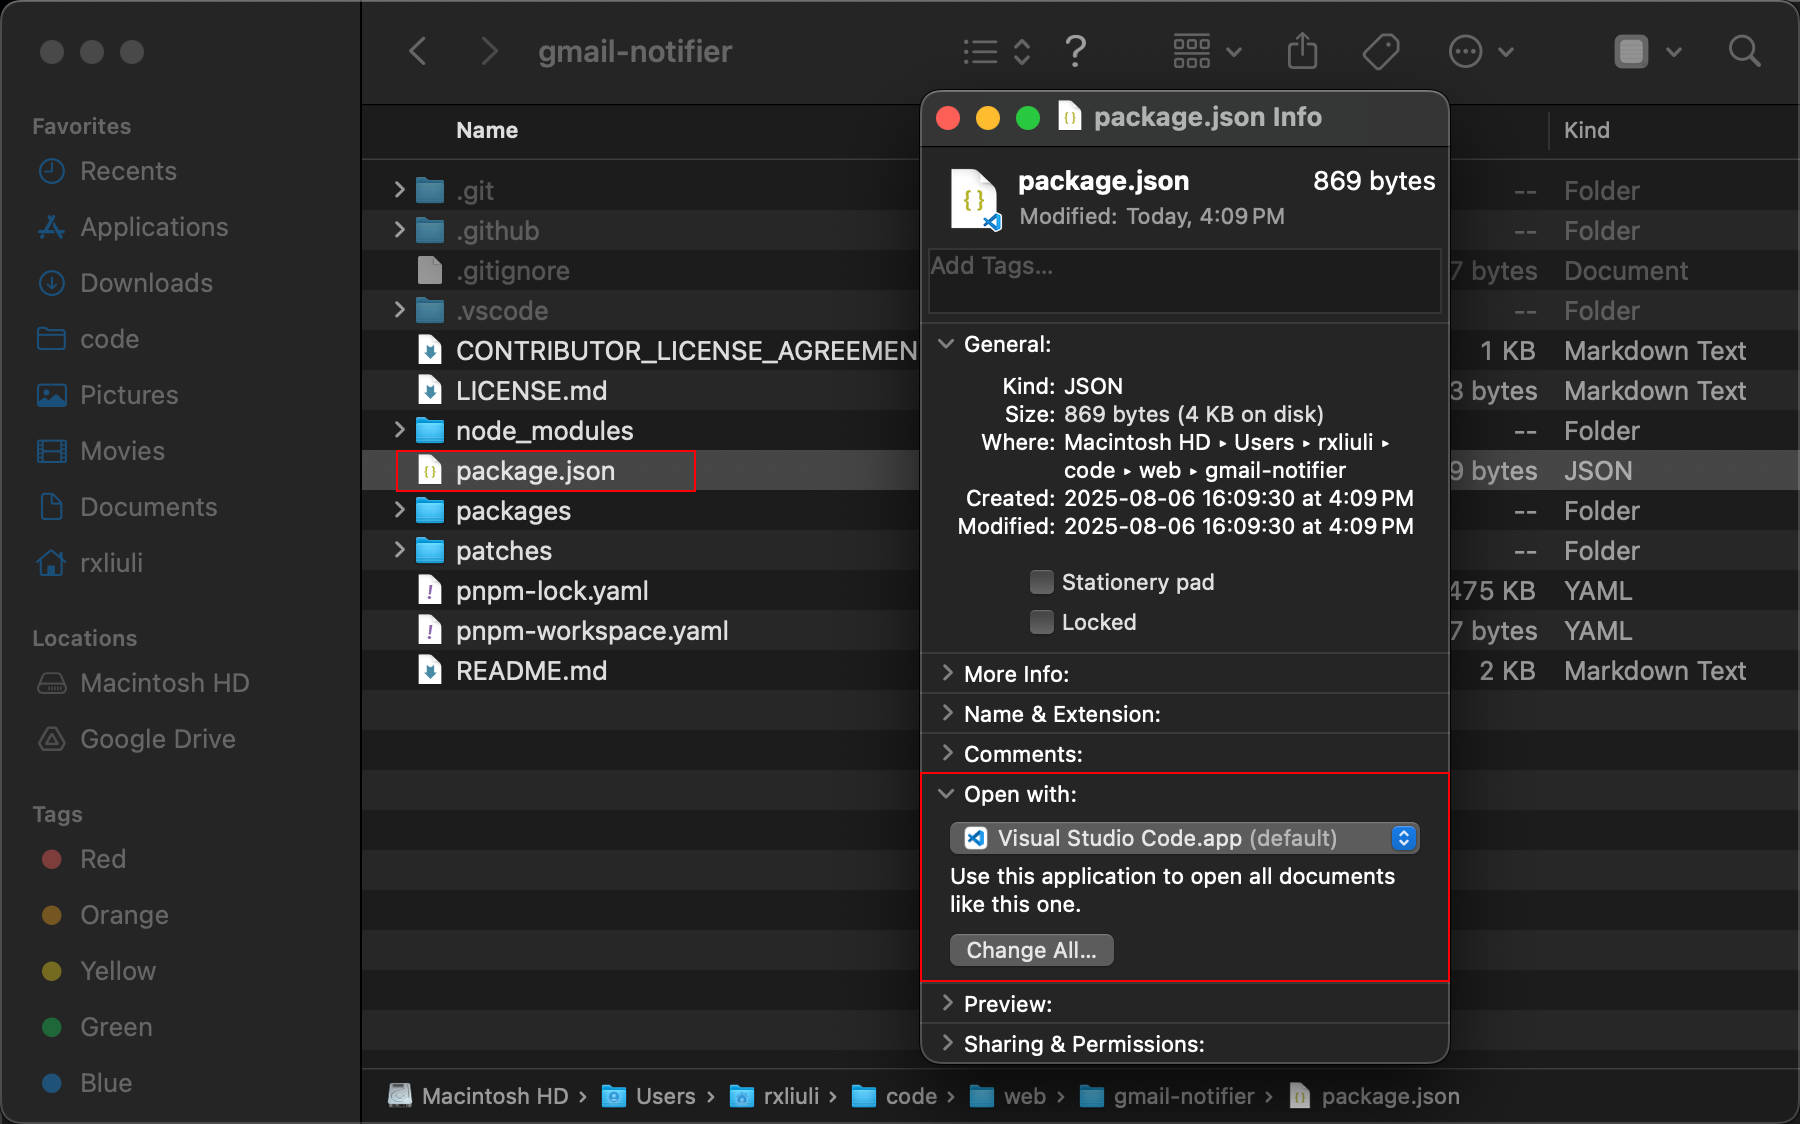 gmail-notifier
Favorites
Recents
Applications
Downloads
code
Pictures
Movies
Documents
rxliuli
Locations
Macintosh HD
Google Drive
Tags
Red
Orange
Yellow
Green
Blue
Name
Kind
.git
-- Folder
.github
-- Folder
.gitignore
7 bytes Document
.vscode
-- Folder
CONTRIBUTOR_LICENSE_AGREEMEN
1 KB Markdown Text
LICENSE.md
3 bytes Markdown Text
node_modules
-- Folder
package.json
9 bytes JSON
packages
-- Folder
patches
-- Folder
pnpm-lock.yaml
475 KB YAML
pnpm-workspace.yaml
7 bytes YAML
README.md
2 KB Markdown Text
package.json Info
package.json 869 bytes
Modified: Today, 4:09 PM
Add Tags...
General:
Kind: JSON
Size: 869 bytes (4 KB on disk)
Where: Macintosh HD ▸ Users ▸ rxliuli ▸
code ▸ web ▸ gmail-notifier
Created: 2025-08-06 16:09:30 at 4:09 PM
Modified: 2025-08-06 16:09:30 at 4:09 PM
Stationery pad
Locked
More Info:
Name & Extension:
Comments:
Open with:
Visual Studio Code.app (default)
Use this application to open all documents
like this one.
Change All...
Preview:
Sharing & Permissions:
Macintosh HD › Users › rxliuli › code › web › gmail-notifier › package.json